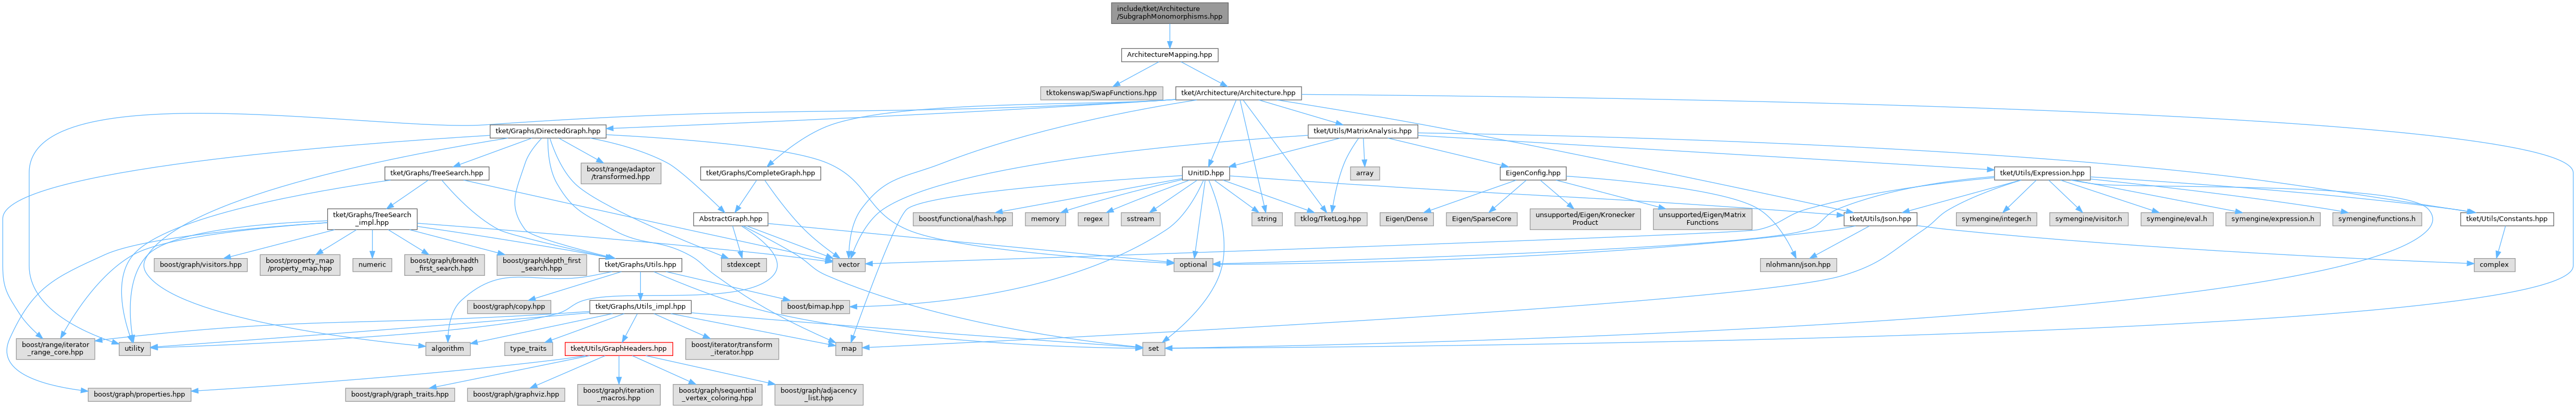 include/tket/Architecture
/SubgraphMonomorphisms.hpp
ArchitectureMapping.hpp
tktokenswap/SwapFunctions.hpp
tket/Architecture/Architecture.hpp
tket/Graphs/DirectedGraph.hpp
tket/Utils/MatrixAnalysis.hpp
tket/Graphs/TreeSearch.hpp
boost/range/adaptor
/transformed.hpp
tket/Graphs/CompleteGraph.hpp
UnitID.hpp
array
EigenConfig.hpp
tket/Utils/Expression.hpp
tket/Graphs/TreeSearch
_impl.hpp
AbstractGraph.hpp
boost/functional/hash.hpp
memory
regex
sstream
string
tklog/TketLog.hpp
Eigen/Dense
Eigen/SparseCore
unsupported/Eigen/Kronecker
Product
unsupported/Eigen/Matrix
Functions
tket/Utils/Json.hpp
symengine/integer.h
symengine/visitor.h
symengine/eval.h
symengine/expression.h
symengine/functions.h
tket/Utils/Constants.hpp
boost/graph/visitors.hpp
boost/property_map
/property_map.hpp
numeric
boost/graph/breadth
_first_search.hpp
boost/graph/depth_first
_search.hpp
tket/Graphs/Utils.hpp
stdexcept
vector
optional
nlohmann/json.hpp
complex
boost/graph/copy.hpp
tket/Graphs/Utils_impl.hpp
boost/bimap.hpp
boost/range/iterator
_range_core.hpp
utility
algorithm
type_traits
tket/Utils/GraphHeaders.hpp
boost/iterator/transform
_iterator.hpp
map
set
boost/graph/properties.hpp
boost/graph/graph_traits.hpp
boost/graph/graphviz.hpp
boost/graph/iteration
_macros.hpp
boost/graph/sequential
_vertex_coloring.hpp
boost/graph/adjacency
_list.hpp